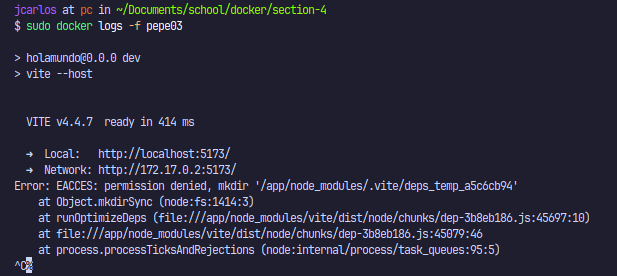 jcarlos at pc in ~/Documents/school/docker/section-4
$ sudo docker logs -f pepe03
> holamundo@0.0.0 dev
> vite --host
VITE v4.4.7 ready in 414 ms
➜ Local: http://localhost:5173/
➜ Network: http://172.17.0.2:5173/
Error: EACCES: permission denied, mkdir '/app/node_modules/.vite/deps_temp_a5c6cb94'
at Object.mkdirSync (node:fs:1414:3)
at runOptimizeDeps (file:///app/node_modules/vite/dist/node/chunks/dep-3b8eb186.js:45697:10)
at file:///app/node_modules/vite/dist/node/chunks/dep-3b8eb186.js:45079:46
at process.processTicksAndRejections (node:internal/process/task_queues:95:5)
^C%